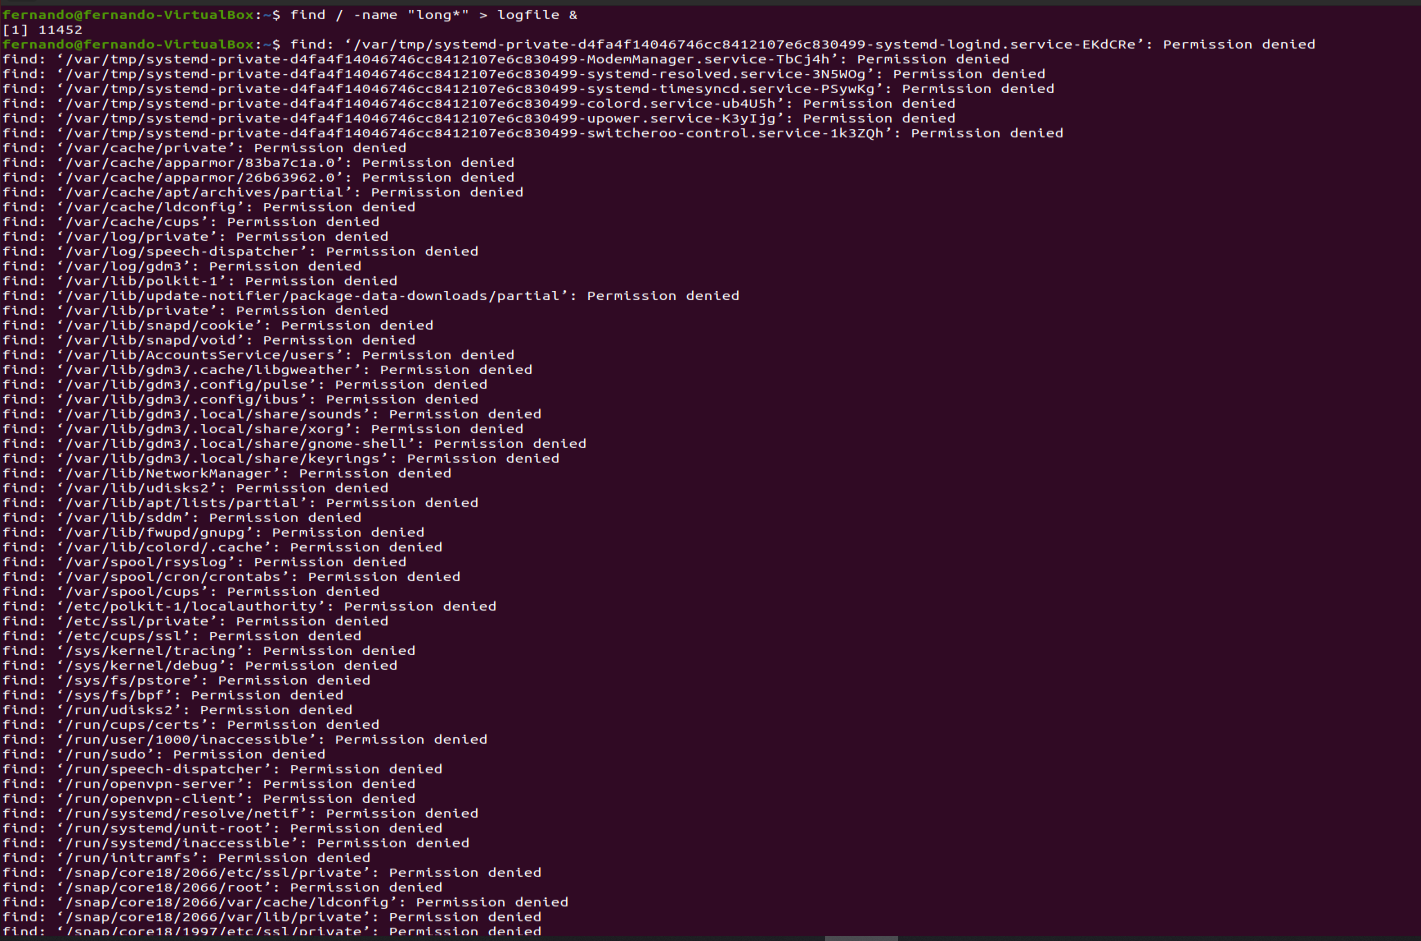 fernando@fernando-VirtualBox:~$ find / -name "long*" > logfile &
[1] 11452
fernando@fernando-VirtualBox:~$ find: ‘/var/tmp/systemd-private-d4fa4f14046746cc8412107e6c830499-systemd-logind.service-EKdCRe’: Permission denied
find: ‘/var/tmp/systemd-private-d4fa4f14046746cc8412107e6c830499-ModemManager.service-TbCj4h’: Permission denied
find: ‘/var/tmp/systemd-private-d4fa4f14046746cc8412107e6c830499-systemd-resolved.service-3N5WOg’: Permission denied
find: ‘/var/tmp/systemd-private-d4fa4f14046746cc8412107e6c830499-systemd-timesyncd.service-PSywKg’: Permission denied
find: ‘/var/tmp/systemd-private-d4fa4f14046746cc8412107e6c830499-colord.service-ub4U5h’: Permission denied
find: ‘/var/tmp/systemd-private-d4fa4f14046746cc8412107e6c830499-upower.service-K3yIjg’: Permission denied
find: ‘/var/tmp/systemd-private-d4fa4f14046746cc8412107e6c830499-switcheroo-control.service-1k3ZQh’: Permission denied
find: ‘/var/cache/private’: Permission denied
find: ‘/var/cache/apparmor/83ba7c1a.0’: Permission denied
find: ‘/var/cache/apparmor/26b63962.0’: Permission denied
find: ‘/var/cache/apt/archives/partial’: Permission denied
find: ‘/var/cache/ldconfig’: Permission denied
find: ‘/var/cache/cups’: Permission denied
find: ‘/var/log/private’: Permission denied
find: ‘/var/log/speech-dispatcher’: Permission denied
find: ‘/var/log/gdm3’: Permission denied
find: ‘/var/lib/polkit-1’: Permission denied
find: ‘/var/lib/update-notifier/package-data-downloads/partial’: Permission denied
find: ‘/var/lib/private’: Permission denied
find: ‘/var/lib/snapd/cookie’: Permission denied
find: ‘/var/lib/snapd/void’: Permission denied
find: ‘/var/lib/AccountsService/users’: Permission denied
find: ‘/var/lib/gdm3/.cache/libgweather’: Permission denied
find: ‘/var/lib/gdm3/.config/pulse’: Permission denied
find: ‘/var/lib/gdm3/.config/ibus’: Permission denied
find: ‘/var/lib/gdm3/.local/share/sounds’: Permission denied
find: ‘/var/lib/gdm3/.local/share/xorg’: Permission denied
find: ‘/var/lib/gdm3/.local/share/gnome-shell’: Permission denied
find: ‘/var/lib/gdm3/.local/share/keyrings’: Permission denied
find: ‘/var/lib/NetworkManager’: Permission denied
find: ‘/var/lib/udisks2’: Permission denied
find: ‘/var/lib/apt/lists/partial’: Permission denied
find: ‘/var/lib/sddm’: Permission denied
find: ‘/var/lib/fwupd/gnupg’: Permission denied
find: ‘/var/lib/colord/.cache’: Permission denied
find: ‘/var/spool/rsyslog’: Permission denied
find: ‘/var/spool/cron/crontabs’: Permission denied
find: ‘/var/spool/cups’: Permission denied
find: ‘/etc/polkit-1/localauthority’: Permission denied
find: ‘/etc/ssl/private’: Permission denied
find: ‘/etc/cups/ssl’: Permission denied
find: ‘/sys/kernel/tracing’: Permission denied
find: ‘/sys/kernel/debug’: Permission denied
find: ‘/sys/fs/pstore’: Permission denied
find: ‘/sys/fs/bpf’: Permission denied
find: ‘/run/udisks2’: Permission denied
find: ‘/run/cups/certs’: Permission denied
find: ‘/run/user/1000/inaccessible’: Permission denied
find: ‘/run/sudo’: Permission denied
find: ‘/run/speech-dispatcher’: Permission denied
find: ‘/run/openvpn-server’: Permission denied
find: ‘/run/openvpn-client’: Permission denied
find: ‘/run/systemd/resolve/netif’: Permission denied
find: ‘/run/systemd/unit-root’: Permission denied
find: ‘/run/systemd/inaccessible’: Permission denied
find: ‘/run/initramfs’: Permission denied
find: ‘/snap/core18/2066/etc/ssl/private’: Permission denied
find: ‘/snap/core18/2066/root’: Permission denied
find: ‘/snap/core18/2066/var/cache/ldconfig’: Permission denied
find: ‘/snap/core18/2066/var/lib/private’: Permission denied
find: ‘/snap/core18/1997/etc/ssl/private’: Permission denied